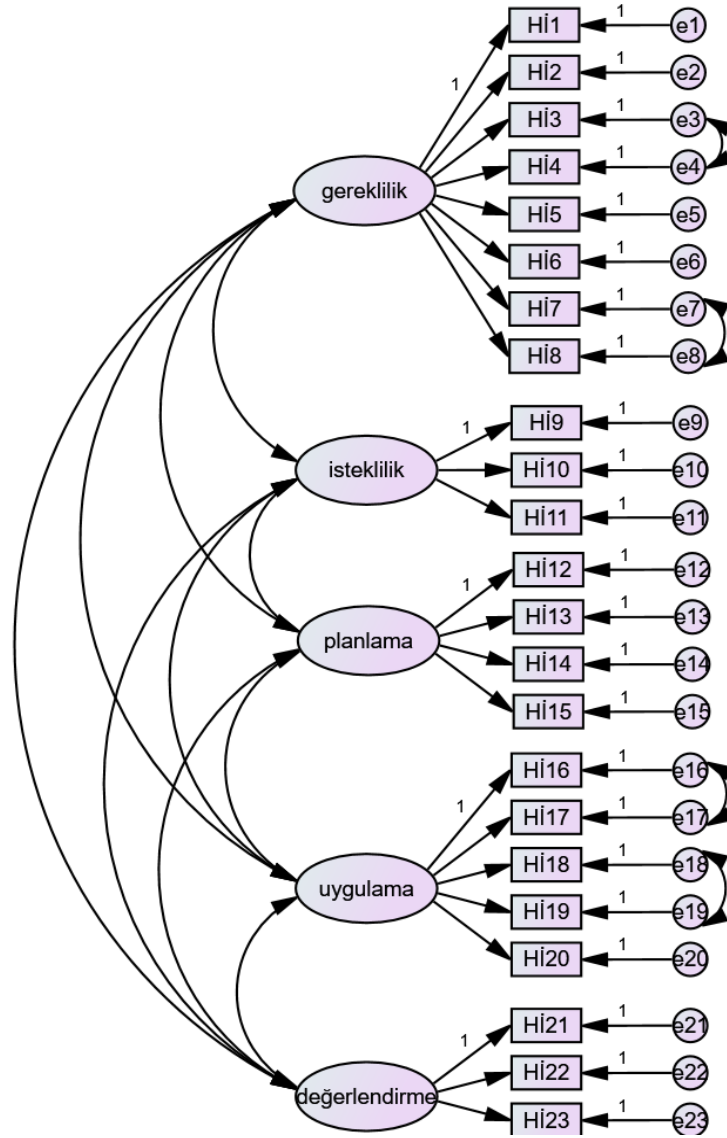 Hİ1 1 e1
Hİ2 1 e2
1
Hİ3 1 e3
gereklilik Hİ4 1 e4
Hİ5 1 e5
Hİ6 1 e6
Hİ7 1 e7
Hİ8 1 e8
1 Hİ9 1 e9
isteklilik Hİ10 1 e10
Hİ11 1 e11
1 Hİ12 1 e12
planlama Hİ13 1 e13
Hİ14 1 e14
Hİ15 1 e15
Hİ16 1 e16
1
Hİ17 1 e17
uygulama Hİ18 1 e18
Hİ19 1 e19
Hİ20 1 e20
1 Hİ21 1 e21
değerlendirme Hİ22 1 e22
Hİ23 1 e23